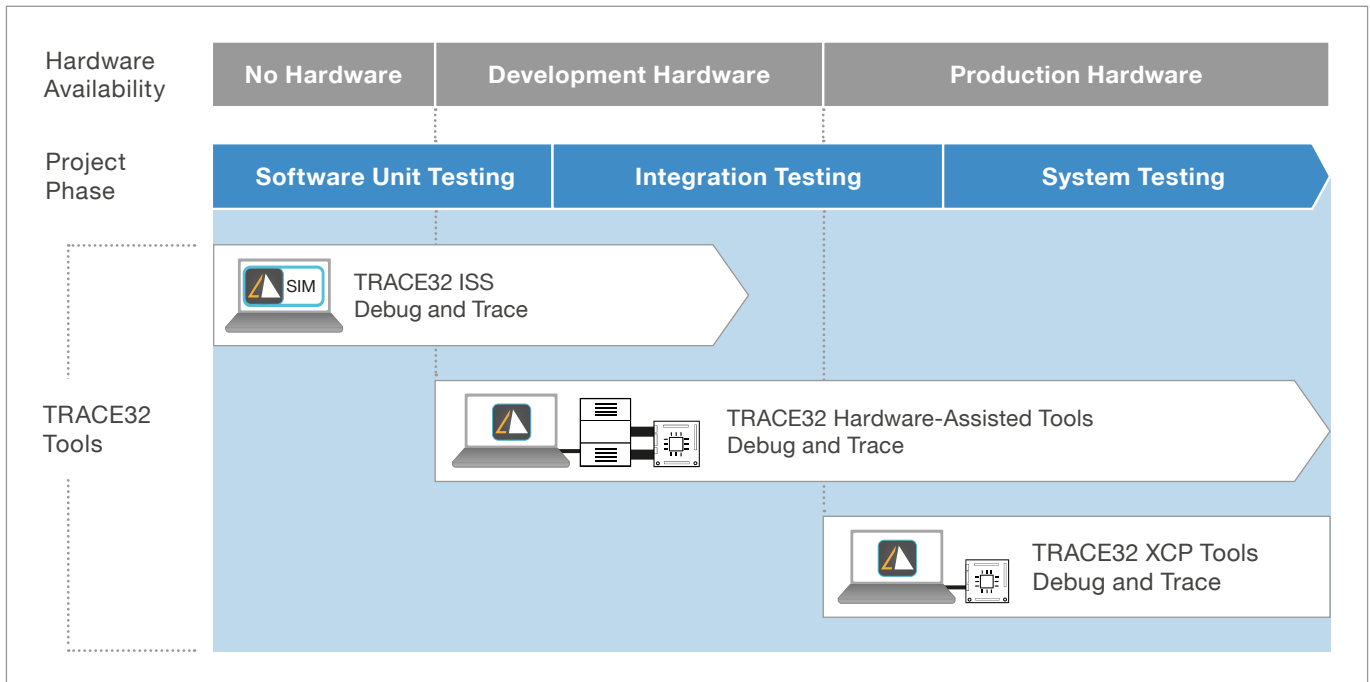 Hardware
Availability
No Hardware
Development Hardware
Production Hardware
Project
Phase
Software Unit Testing
Integration Testing
System Testing
TRACE32
Tools
SIM
TRACE32 ISS
Debug and Trace
TRACE32 Hardware-Assisted Tools
Debug and Trace
TRACE32 XCP Tools
Debug and Trace